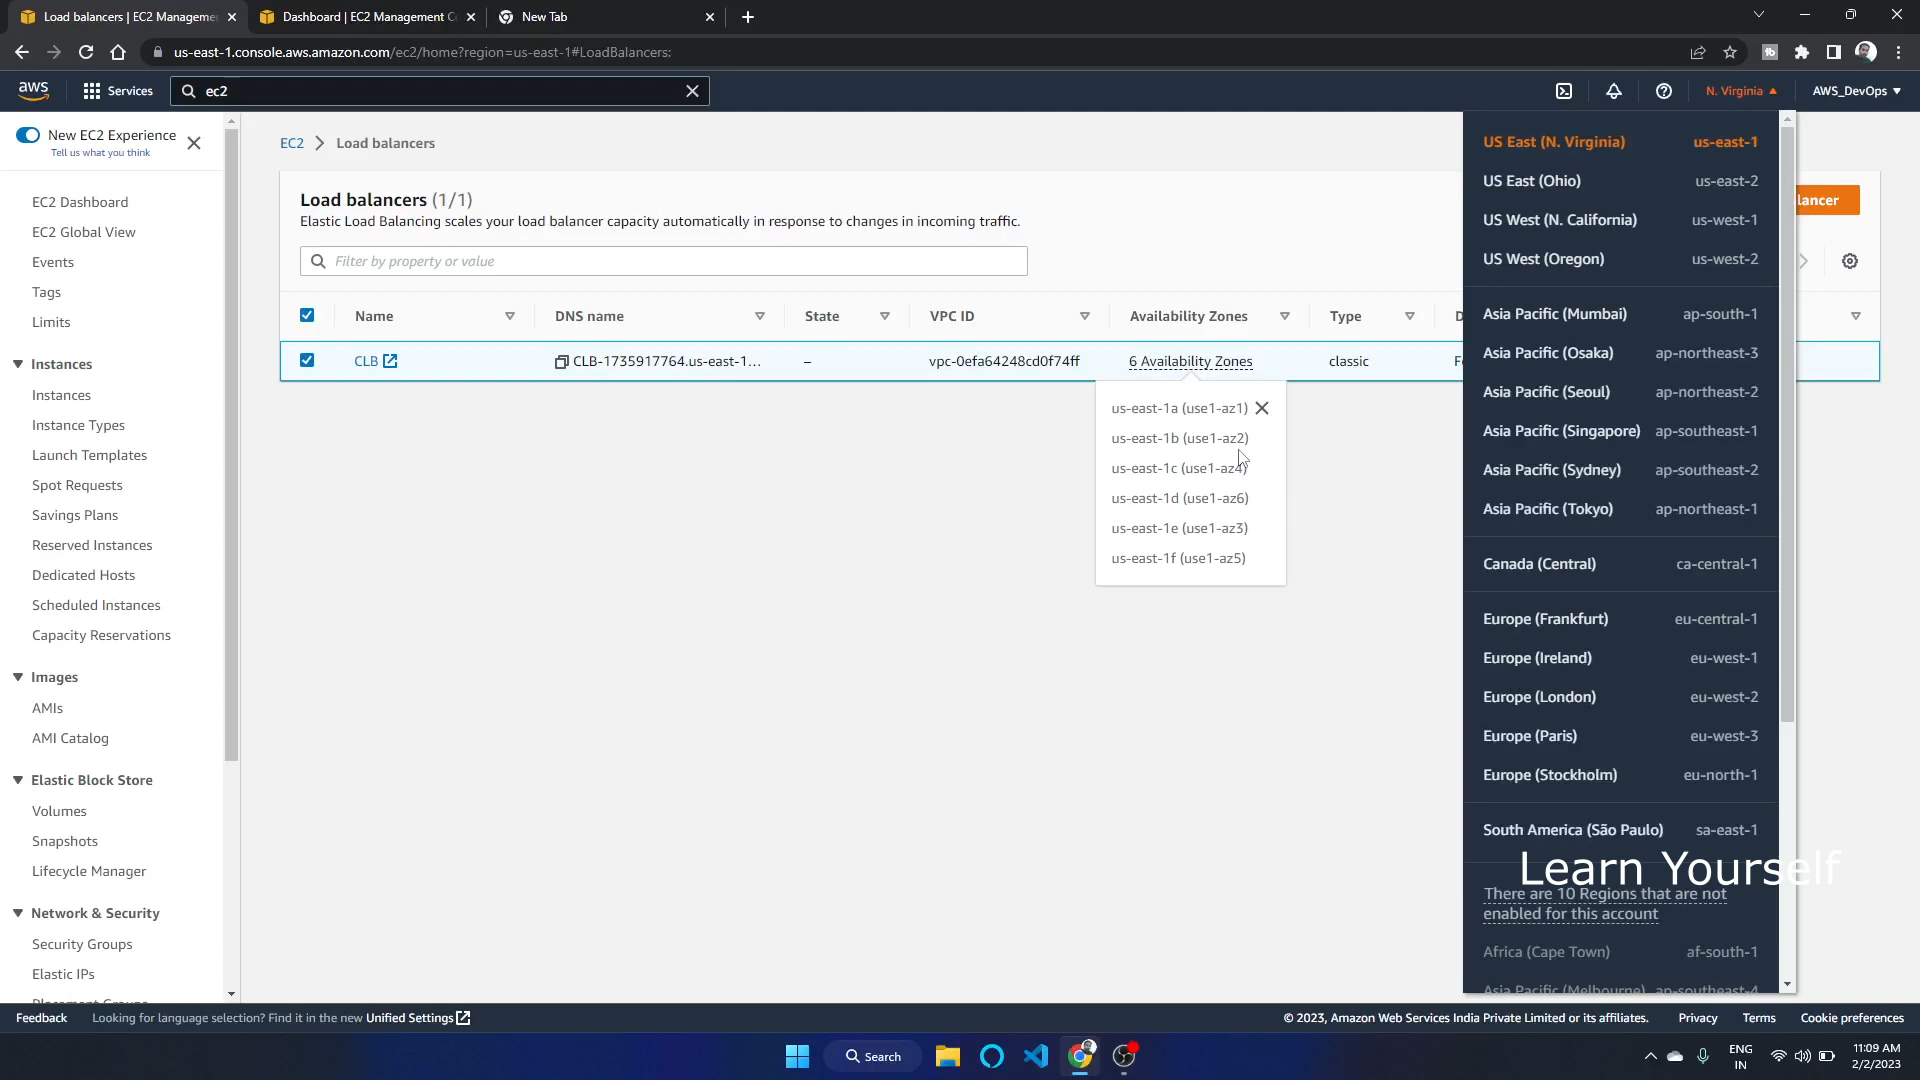 Load balancers | EC2 Manageme
Dashboard | EC2 Management C
New Tab
us-east-1.console.aws.amazon.com/ec2/home?region=us-east-1#LoadBalancers:
aws
Services
ec2
N. Virginia
AWS_DevOps
New EC2 Experience
Tell us what you think
EC2 Dashboard
EC2 Global View
Events
Tags
Limits
Instances
Instances
Instance Types
Launch Templates
Spot Requests
Savings Plans
Reserved Instances
Dedicated Hosts
Scheduled Instances
Capacity Reservations
Images
AMIs
AMI Catalog
Elastic Block Store
Volumes
Snapshots
Lifecycle Manager
Network & Security
Security Groups
Elastic IPs
Placement Groups
EC2 > Load balancers
Load balancers (1/1)
Elastic Load Balancing scales your load balancer capacity automatically in response to changes in incoming traffic.
lancer
Filter by property or value
Name DNS name State VPC ID Availability Zones Type D
CLB CLB-1735917764.us-east-1... – vpc-0efa64248cd0f74ff 6 Availability Zones classic Fe
us-east-1a (use1-az1)
us-east-1b (use1-az2)
us-east-1c (use1-az4)
us-east-1d (use1-az6)
us-east-1e (use1-az3)
us-east-1f (use1-az5)
US East (N. Virginia) us-east-1
US East (Ohio) us-east-2
US West (N. California) us-west-1
US West (Oregon) us-west-2
Asia Pacific (Mumbai) ap-south-1
Asia Pacific (Osaka) ap-northeast-3
Asia Pacific (Seoul) ap-northeast-2
Asia Pacific (Singapore) ap-southeast-1
Asia Pacific (Sydney) ap-southeast-2
Asia Pacific (Tokyo) ap-northeast-1
Canada (Central) ca-central-1
Europe (Frankfurt) eu-central-1
Europe (Ireland) eu-west-1
Europe (London) eu-west-2
Europe (Paris) eu-west-3
Europe (Stockholm) eu-north-1
South America (São Paulo) sa-east-1
Learn Yourself
There are 10 Regions that are not
enabled for this account
Africa (Cape Town) af-south-1
Asia Pacific (Melbourne) ap-southeast-4
Feedback
Looking for language selection? Find it in the new Unified Settings
© 2023, Amazon Web Services India Private Limited or its affiliates.
Privacy
Terms
Cookie preferences
Search
ENG
IN
11:09 AM
2/2/2023